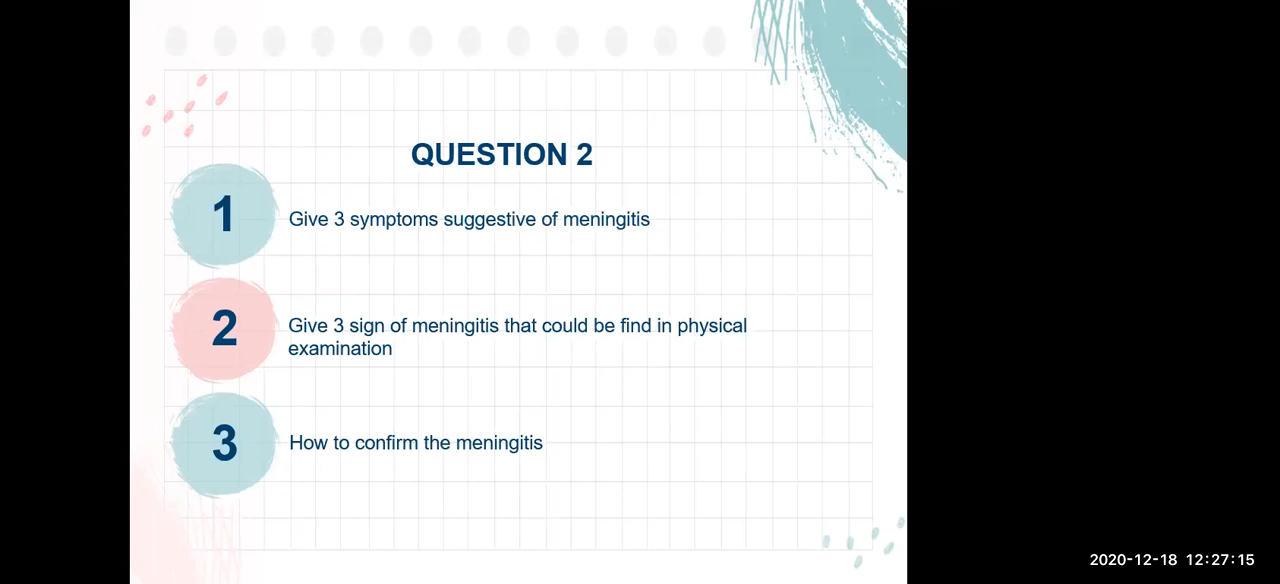 QUESTION 2
1
Give 3 symptoms suggestive of meningitis
2
Give 3 sign of meningitis that could be find in physical
examination
3
How to confirm the meningitis
2020-12-18 12:27:15